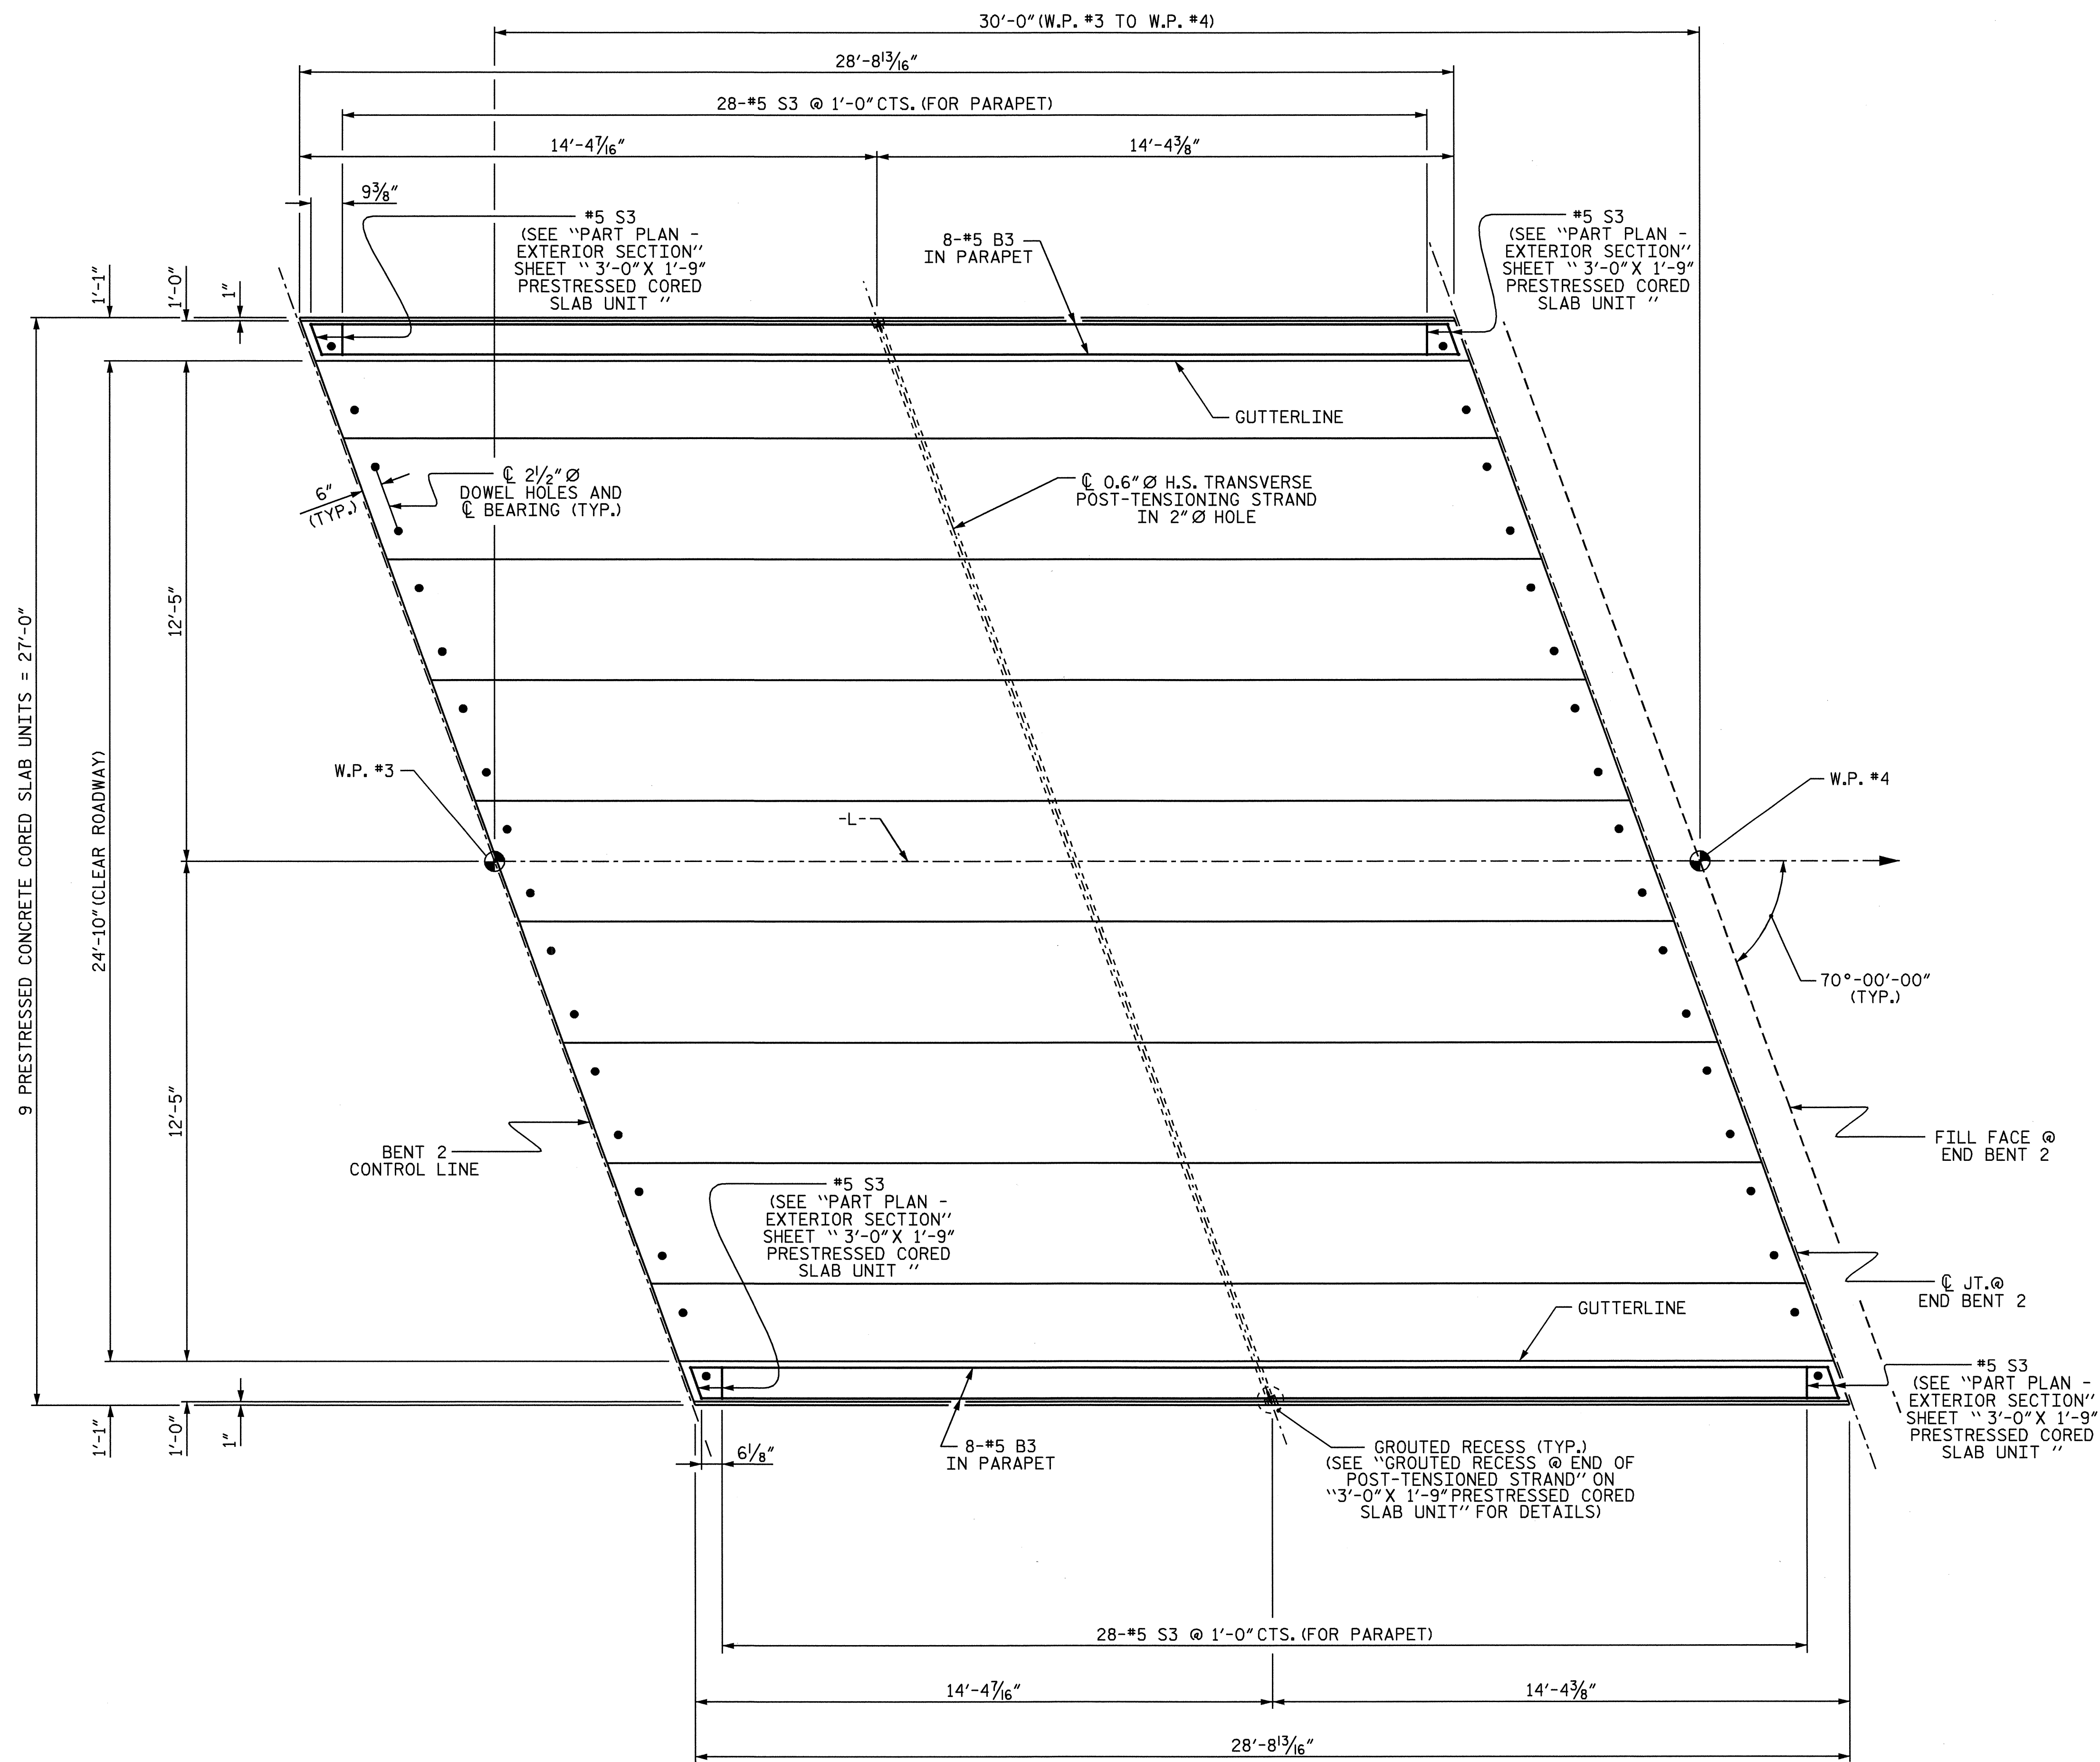 30'-0" (W.P. #3 TO W.P. #4)
28'-8 13/16"
28-#5 S3 @ 1'-0" CTS. (FOR PARAPET)
14'-4 7/16"
14'-4 3/8"
9 3/8"
#5 S3
(SEE "PART PLAN -
EXTERIOR SECTION"
SHEET " 3'-0" X 1'-9"
PRESTRESSED CORED
SLAB UNIT "
8-#5 B3
IN PARAPET
#5 S3
(SEE "PART PLAN -
EXTERIOR SECTION"
SHEET " 3'-0" X 1'-9"
PRESTRESSED CORED
SLAB UNIT "
1'-1"
1'-0"
1"
GUTTERLINE
6"
(TYP.)
℄ 2 1/2" Ø
DOWEL HOLES AND
℄ BEARING (TYP.)
℄ 0.6" Ø H.S. TRANSVERSE
POST-TENSIONING STRAND
IN 2" Ø HOLE
9 PRESTRESSED CONCRETE CORED SLAB UNITS = 27'-0"
24'-10" (CLEAR ROADWAY)
12'-5"
12'-5"
W.P. #3
-L-
W.P. #4
70°-00'-00"
(TYP.)
BENT 2
CONTROL LINE
FILL FACE @
END BENT 2
#5 S3
(SEE "PART PLAN -
EXTERIOR SECTION"
SHEET " 3'-0" X 1'-9"
PRESTRESSED CORED
SLAB UNIT "
℄ JT. @
END BENT 2
GUTTERLINE
#5 S3
(SEE "PART PLAN -
EXTERIOR SECTION"
SHEET " 3'-0" X 1'-9"
PRESTRESSED CORED
SLAB UNIT "
1'-1"
1'-0"
1"
6 1/8"
8-#5 B3
IN PARAPET
GROUTED RECESS (TYP.)
(SEE "GROUTED RECESS @ END OF
POST-TENSIONED STRAND" ON
"3'-0" X 1'-9" PRESTRESSED CORED
SLAB UNIT" FOR DETAILS)
28-#5 S3 @ 1'-0" CTS. (FOR PARAPET)
14'-4 7/16"
14'-4 3/8"
28'-8 13/16"